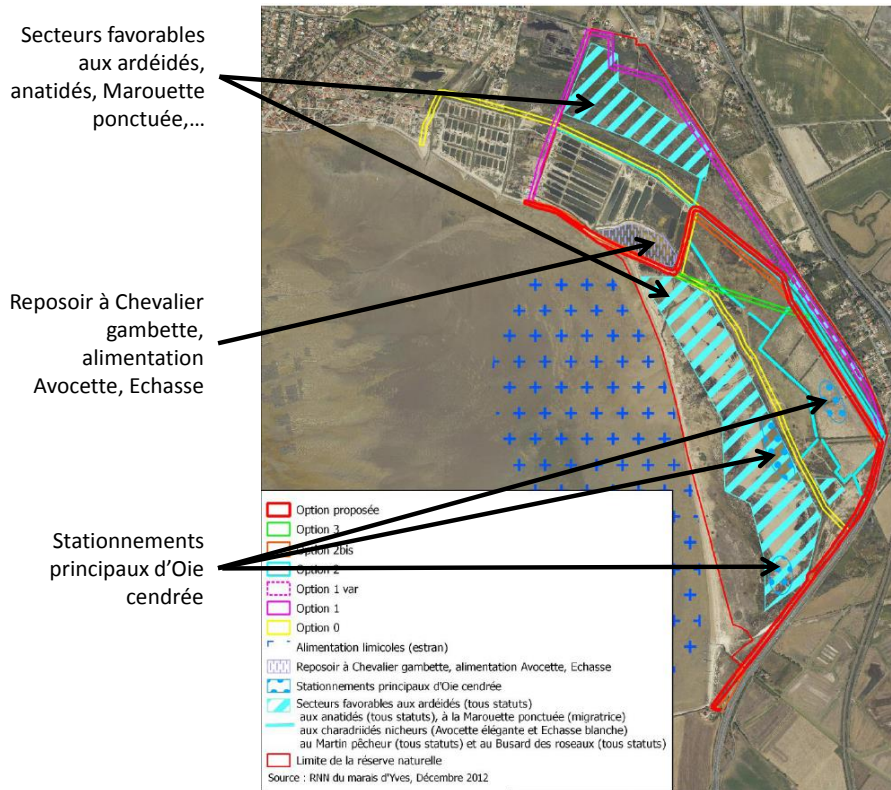 Secteurs favorables
aux ardéidés,
anatidés, Marouette
ponctuée,...
Reposoir à Chevalier
gambette,
alimentation
Avocette, Echasse
Stationnements
principaux d'Oie
cendrée
Option proposée
Option 3
Option 2bis
Option 2
Option 1 var
Option 1
Option 0
Alimentation limicoles (estran)
Reposoir à Chevalier gambette, alimentation Avocette, Echasse
Stationnements principaux d'Oie cendrée
Secteurs favorables aux ardéidés (tous statuts)
aux anatidés (tous statuts), à la Marouette ponctuée (migratrice)
aux charadriidés nicheurs (Avocette élégante et Echasse blanche)
au Martin pêcheur (tous statuts) et au Busard des roseaux (tous statuts)
Limite de la réserve naturelle
Source : RNN du marais d'Yves, Décembre 2012